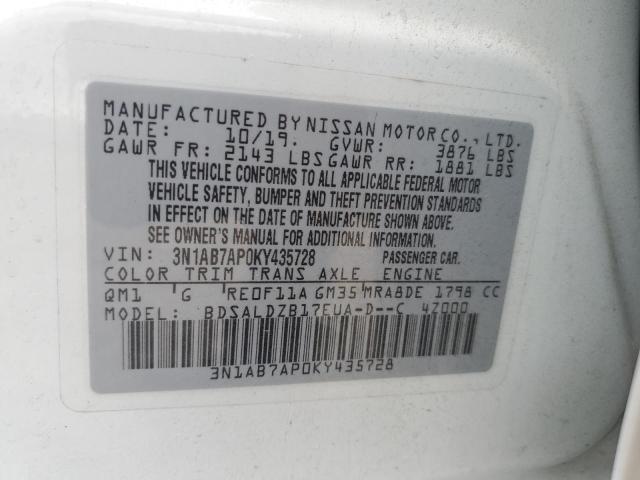 MANUFACTURED BY NISSAN MOTOR CO., LTD.
DATE: 10/19. GVWR: 3876 LBS
GAWR FR: 2143 LBS GAWR RR: 1881 LBS
THIS VEHICLE CONFORMS TO ALL APPLICABLE FEDERAL MOTOR
VEHICLE SAFETY, BUMPER AND THEFT PREVENTION STANDARDS
IN EFFECT ON THE DATE OF MANUFACTURE SHOWN ABOVE.
SEE OWNER'S MANUAL FOR ADDITIONAL INFORMATION.
VIN: 3N1AB7AP0KY435728 PASSENGER CAR.
COLOR TRIM TRANS AXLE ENGINE
QM1 G RE0F11A GM35 MRA8DE 1798 CC
MODEL: BDSALDZB17EUA-D--C 4Z000
3N1AB7AP0KY435728